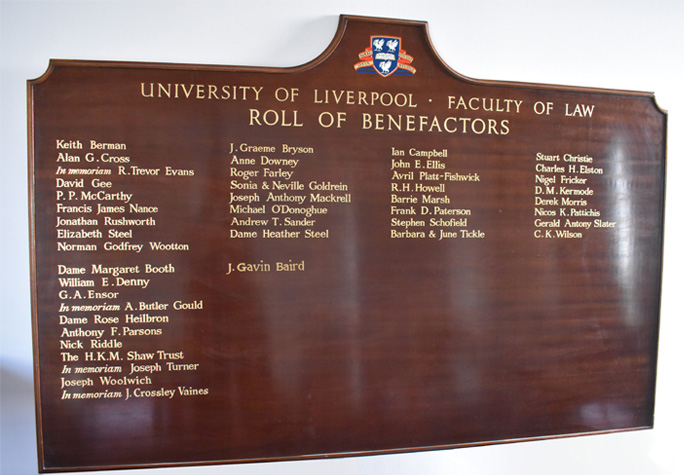 UNIVERSITY OF LIVERPOOL · FACULTY OF LAW
ROLL OF BENEFACTORS
Keith Berman
Alan G. Cross
In memoriam R. Trevor Evans
David Gee
P. P. McCarthy
Francis James Nance
Jonathan Rushworth
Elizabeth Steel
Norman Godfrey Wootton
Dame Margaret Booth
William E. Denny
G. A. Ensor
In memoriam A. Butler Gould
Dame Rose Heilbron
Anthony F. Parsons
Nick Riddle
The H.K.M. Shaw Trust
In memoriam Joseph Turner
Joseph Woolwich
In memoriam J. Crossley Vaines
J. Graeme Bryson
Anne Downey
Roger Farley
Sonia & Neville Goldrein
Joseph Anthony Mackrell
Michael O'Donoghue
Andrew T. Sander
Dame Heather Steel
J. Gavin Baird
Ian Campbell
John E. Ellis
Avril Platt-Fishwick
R. H. Howell
Barrie Marsh
Frank D. Paterson
Stephen Schofield
Barbara & June Tickle
Stuart Christie
Charles H. Elston
Nigel Fricker
D. M. Kermode
Derek Morris
Nicos K. Pattichis
Gerald Antony Slater
C. K. Wilson